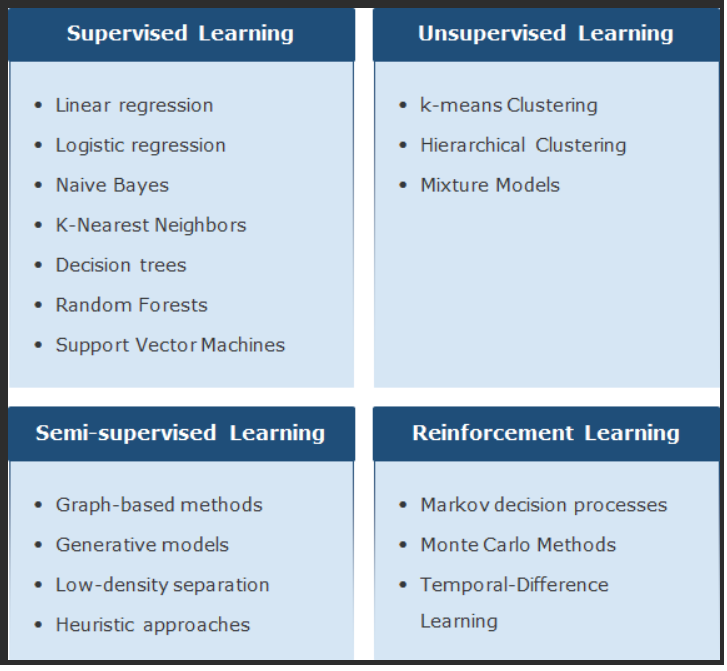 Supervised Learning
• Linear regression
• Logistic regression
• Naive Bayes
• K-Nearest Neighbors
• Decision trees
• Random Forests
• Support Vector Machines
Unsupervised Learning
• k-means Clustering
• Hierarchical Clustering
• Mixture Models
Semi-supervised Learning
• Graph-based methods
• Generative models
• Low-density separation
• Heuristic approaches
Reinforcement Learning
• Markov decision processes
• Monte Carlo Methods
• Temporal-Difference
Learning